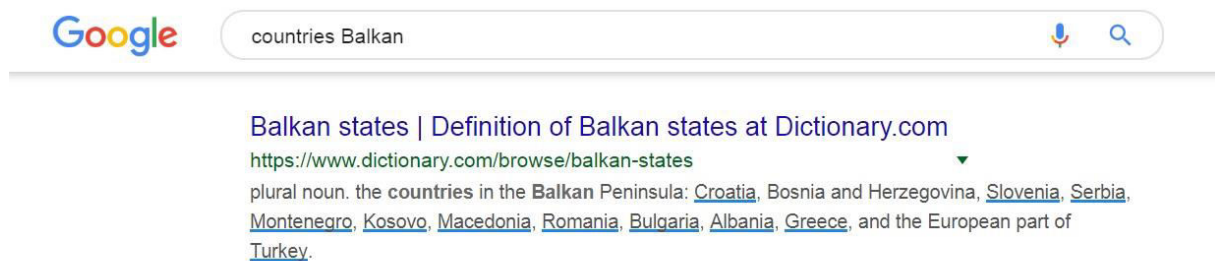 Google countries Balkan
Balkan states | Definition of Balkan states at Dictionary.com
https://www.dictionary.com/browse/balkan-states
plural noun. the countries in the Balkan Peninsula: Croatia, Bosnia and Herzegovina, Slovenia, Serbia,
Montenegro, Kosovo, Macedonia, Romania, Bulgaria, Albania, Greece, and the European part of
Turkey.